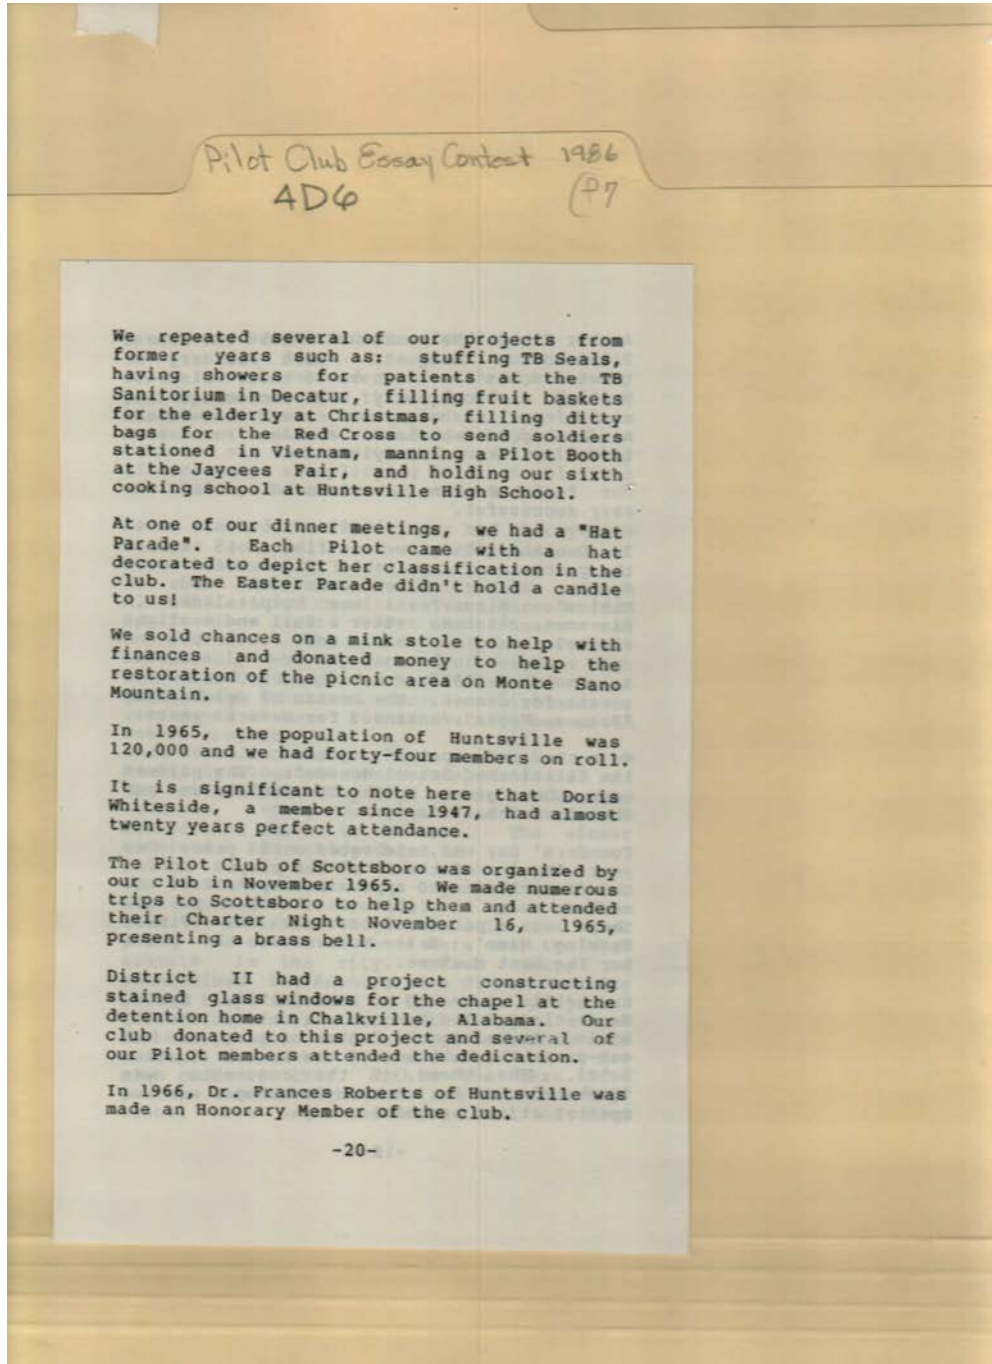 Pilot Club Essay Contest 1986
4D6 (P7
We repeated several of our projects from
former years such as: stuffing TB Seals,
having showers for patients at the TB
Sanitorium in Decatur, filling fruit baskets
for the elderly at Christmas, filling ditty
bags for the Red Cross to send soldiers
stationed in Vietnam, manning a Pilot Booth
at the Jaycees Fair, and holding our sixth
cooking school at Huntsville High School.
At one of our dinner meetings, we had a "Hat
Parade". Each Pilot came with a hat
decorated to depict her classification in the
club. The Easter Parade didn't hold a candle
to us!
We sold chances on a mink stole to help with
finances and donated money to help the
restoration of the picnic area on Monte Sano
Mountain.
In 1965, the population of Huntsville was
120,000 and we had forty-four members on roll.
It is significant to note here that Doris
Whiteside, a member since 1947, had almost
twenty years perfect attendance.
The Pilot Club of Scottsboro was organized by
our club in November 1965. We made numerous
trips to Scottsboro to help them and attended
their Charter Night November 16, 1965,
presenting a brass bell.
District II had a project constructing
stained glass windows for the chapel at the
detention home in Chalkville, Alabama. Our
club donated to this project and several of
our Pilot members attended the dedication.
In 1966, Dr. Frances Roberts of Huntsville was
made an Honorary Member of the club.
-20-